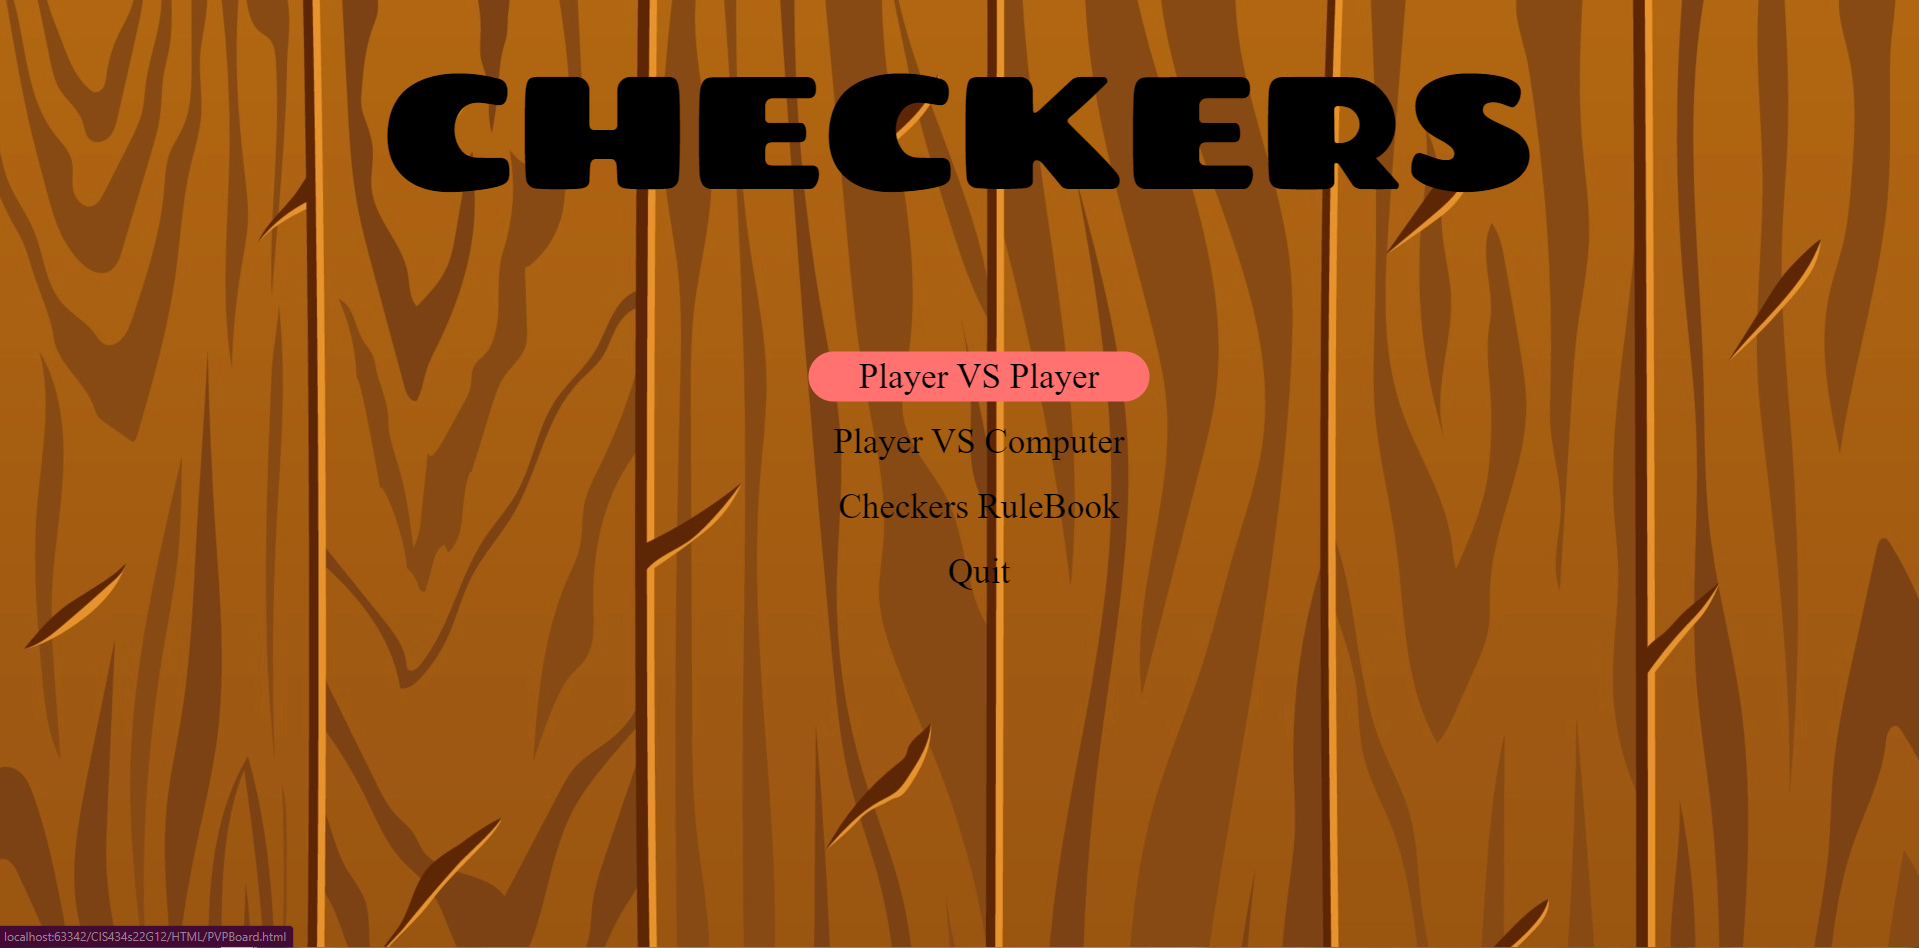 CHECKERS
Player VS Player
Player VS Computer
Checkers RuleBook
Quit
localhost:63342/CIS434s22G12/HTML/PVPBoard.html